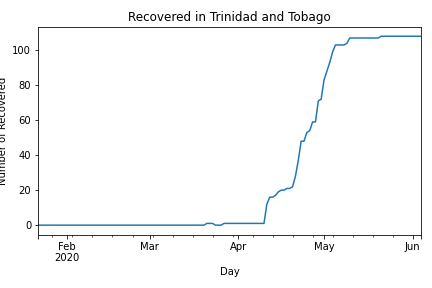 Recovered in Trinidad and Tobago
Number of Recovered
100
80
60
40
20
0
Feb
2020
Mar
Apr
May
Jun
Day